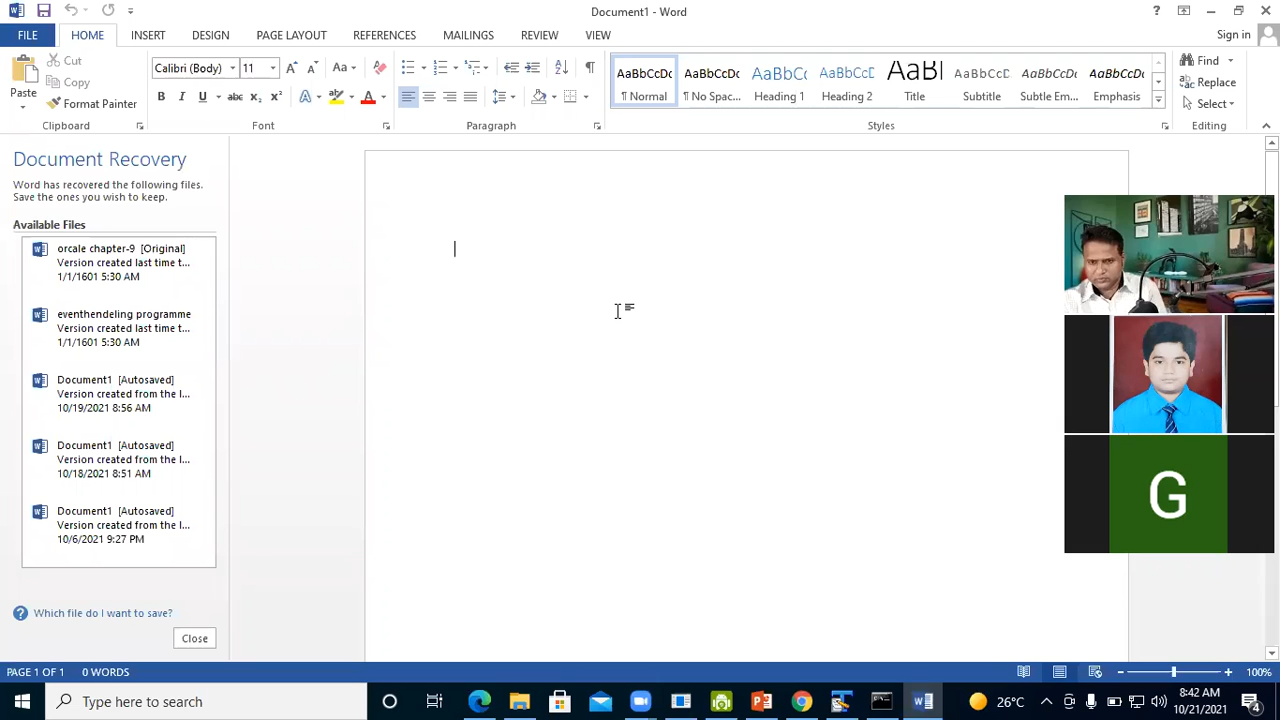 Document1 - Word
?
FILE
HOME
INSERT
DESIGN
PAGE LAYOUT
REFERENCES
MAILINGS
REVIEW
VIEW
Sign in
Paste
Cut
Copy
Format Painter
Clipboard
Calibri (Body)
11
Aa
B I U abc x₂ x²
A A
Font
Paragraph
AaBbCcDc
¶ Normal
AaBbCcDc
¶ No Spac...
AaBbCc
Heading 1
AaBbCcD
Heading 2
AaBl
Title
AaBbCcD
Subtitle
AaBbCcDc
Subtle Em...
AaBbCcDc
Emphasis
Styles
Find
Replace
Select
Editing
Document Recovery
Word has recovered the following files.
Save the ones you wish to keep.
Available Files
orcale chapter-9 [Original]
Version created last time t...
1/1/1601 5:30 AM
eventhendeling programme
Version created last time t...
1/1/1601 5:30 AM
Document1 [Autosaved]
Version created from the l...
10/19/2021 8:56 AM
Document1 [Autosaved]
Version created from the l...
10/18/2021 8:51 AM
Document1 [Autosaved]
Version created from the l...
10/6/2021 9:27 PM
? Which file do I want to save?
Close
G
PAGE 1 OF 1
0 WORDS
100%
Type here to search
26°C
8:42 AM
10/21/2021
4